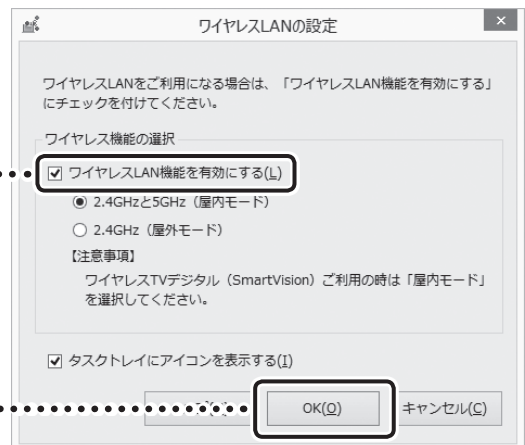 ワイヤレスLANの設定
ワイヤレスLANをご利用になる場合は、「ワイヤレスLAN機能を有効にする」
にチェックを付けてください。
ワイヤレス機能の選択
ワイヤレスLAN機能を有効にする(L)
2.4GHzと5GHz（屋内モード）
2.4GHz（屋外モード）
【注意事項】
ワイヤレスTVデジタル（SmartVision）ご利用の時は「屋内モード」
を選択してください。
タスクトレイにアイコンを表示する(I)
OK(O) キャンセル(C)